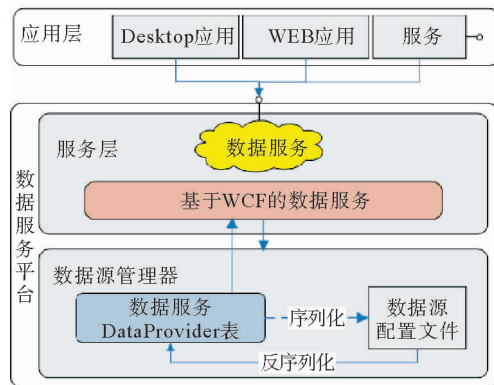 应用层
Desktop应用
WEB应用
服务
数据服务平台
服务层
数据服务
基于WCF的数据服务
数据源管理器
数据服务
DataProvider表
序列化
数据源
配置文件
反序列化